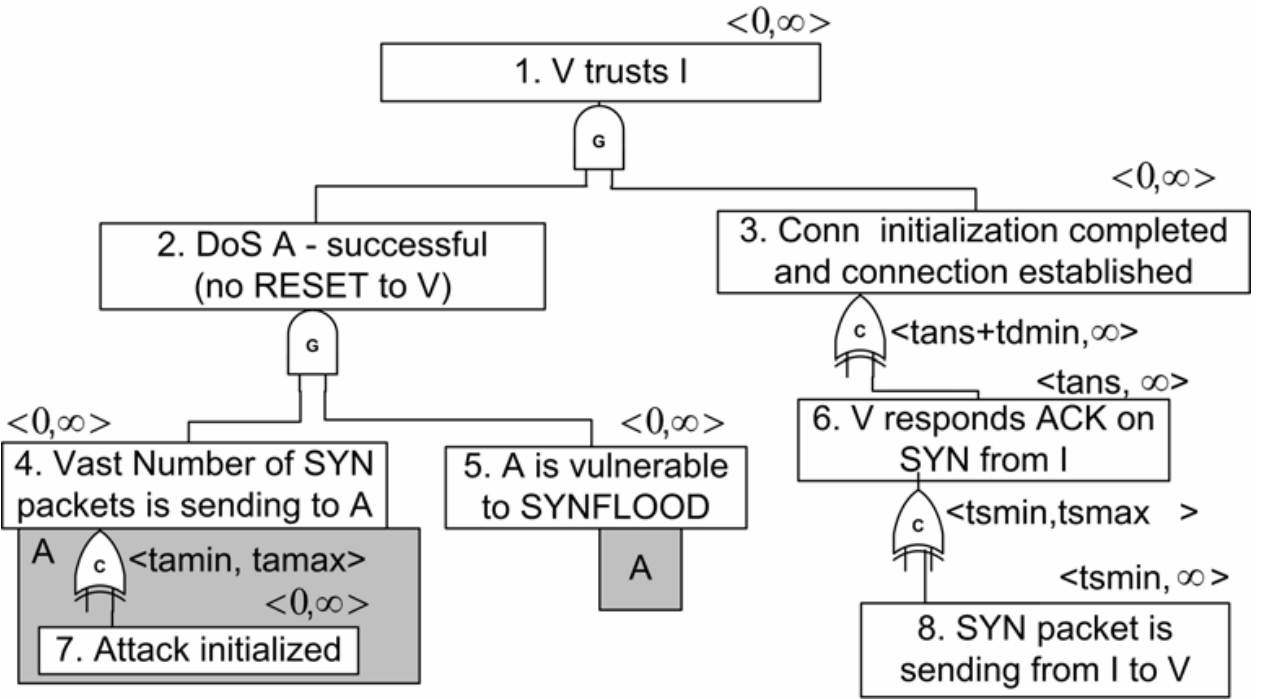 <0,∞>
1. V trusts I
G
<0,∞>
2. DoS A - successful
(no RESET to V)
3. Conn initialization completed
and connection established
G
C
<tans+tdmin,∞>
<0,∞>
<0,∞>
<tans, ∞>
4. Vast Number of SYN
packets is sending to A
5. A is vulnerable
to SYNFLOOD
6. V responds ACK on
SYN from I
A
C
<tamin, tamax>
A
C
<tsmin,tsmax >
<0,∞>
<tsmin, ∞>
7. Attack initialized
8. SYN packet is
sending from I to V